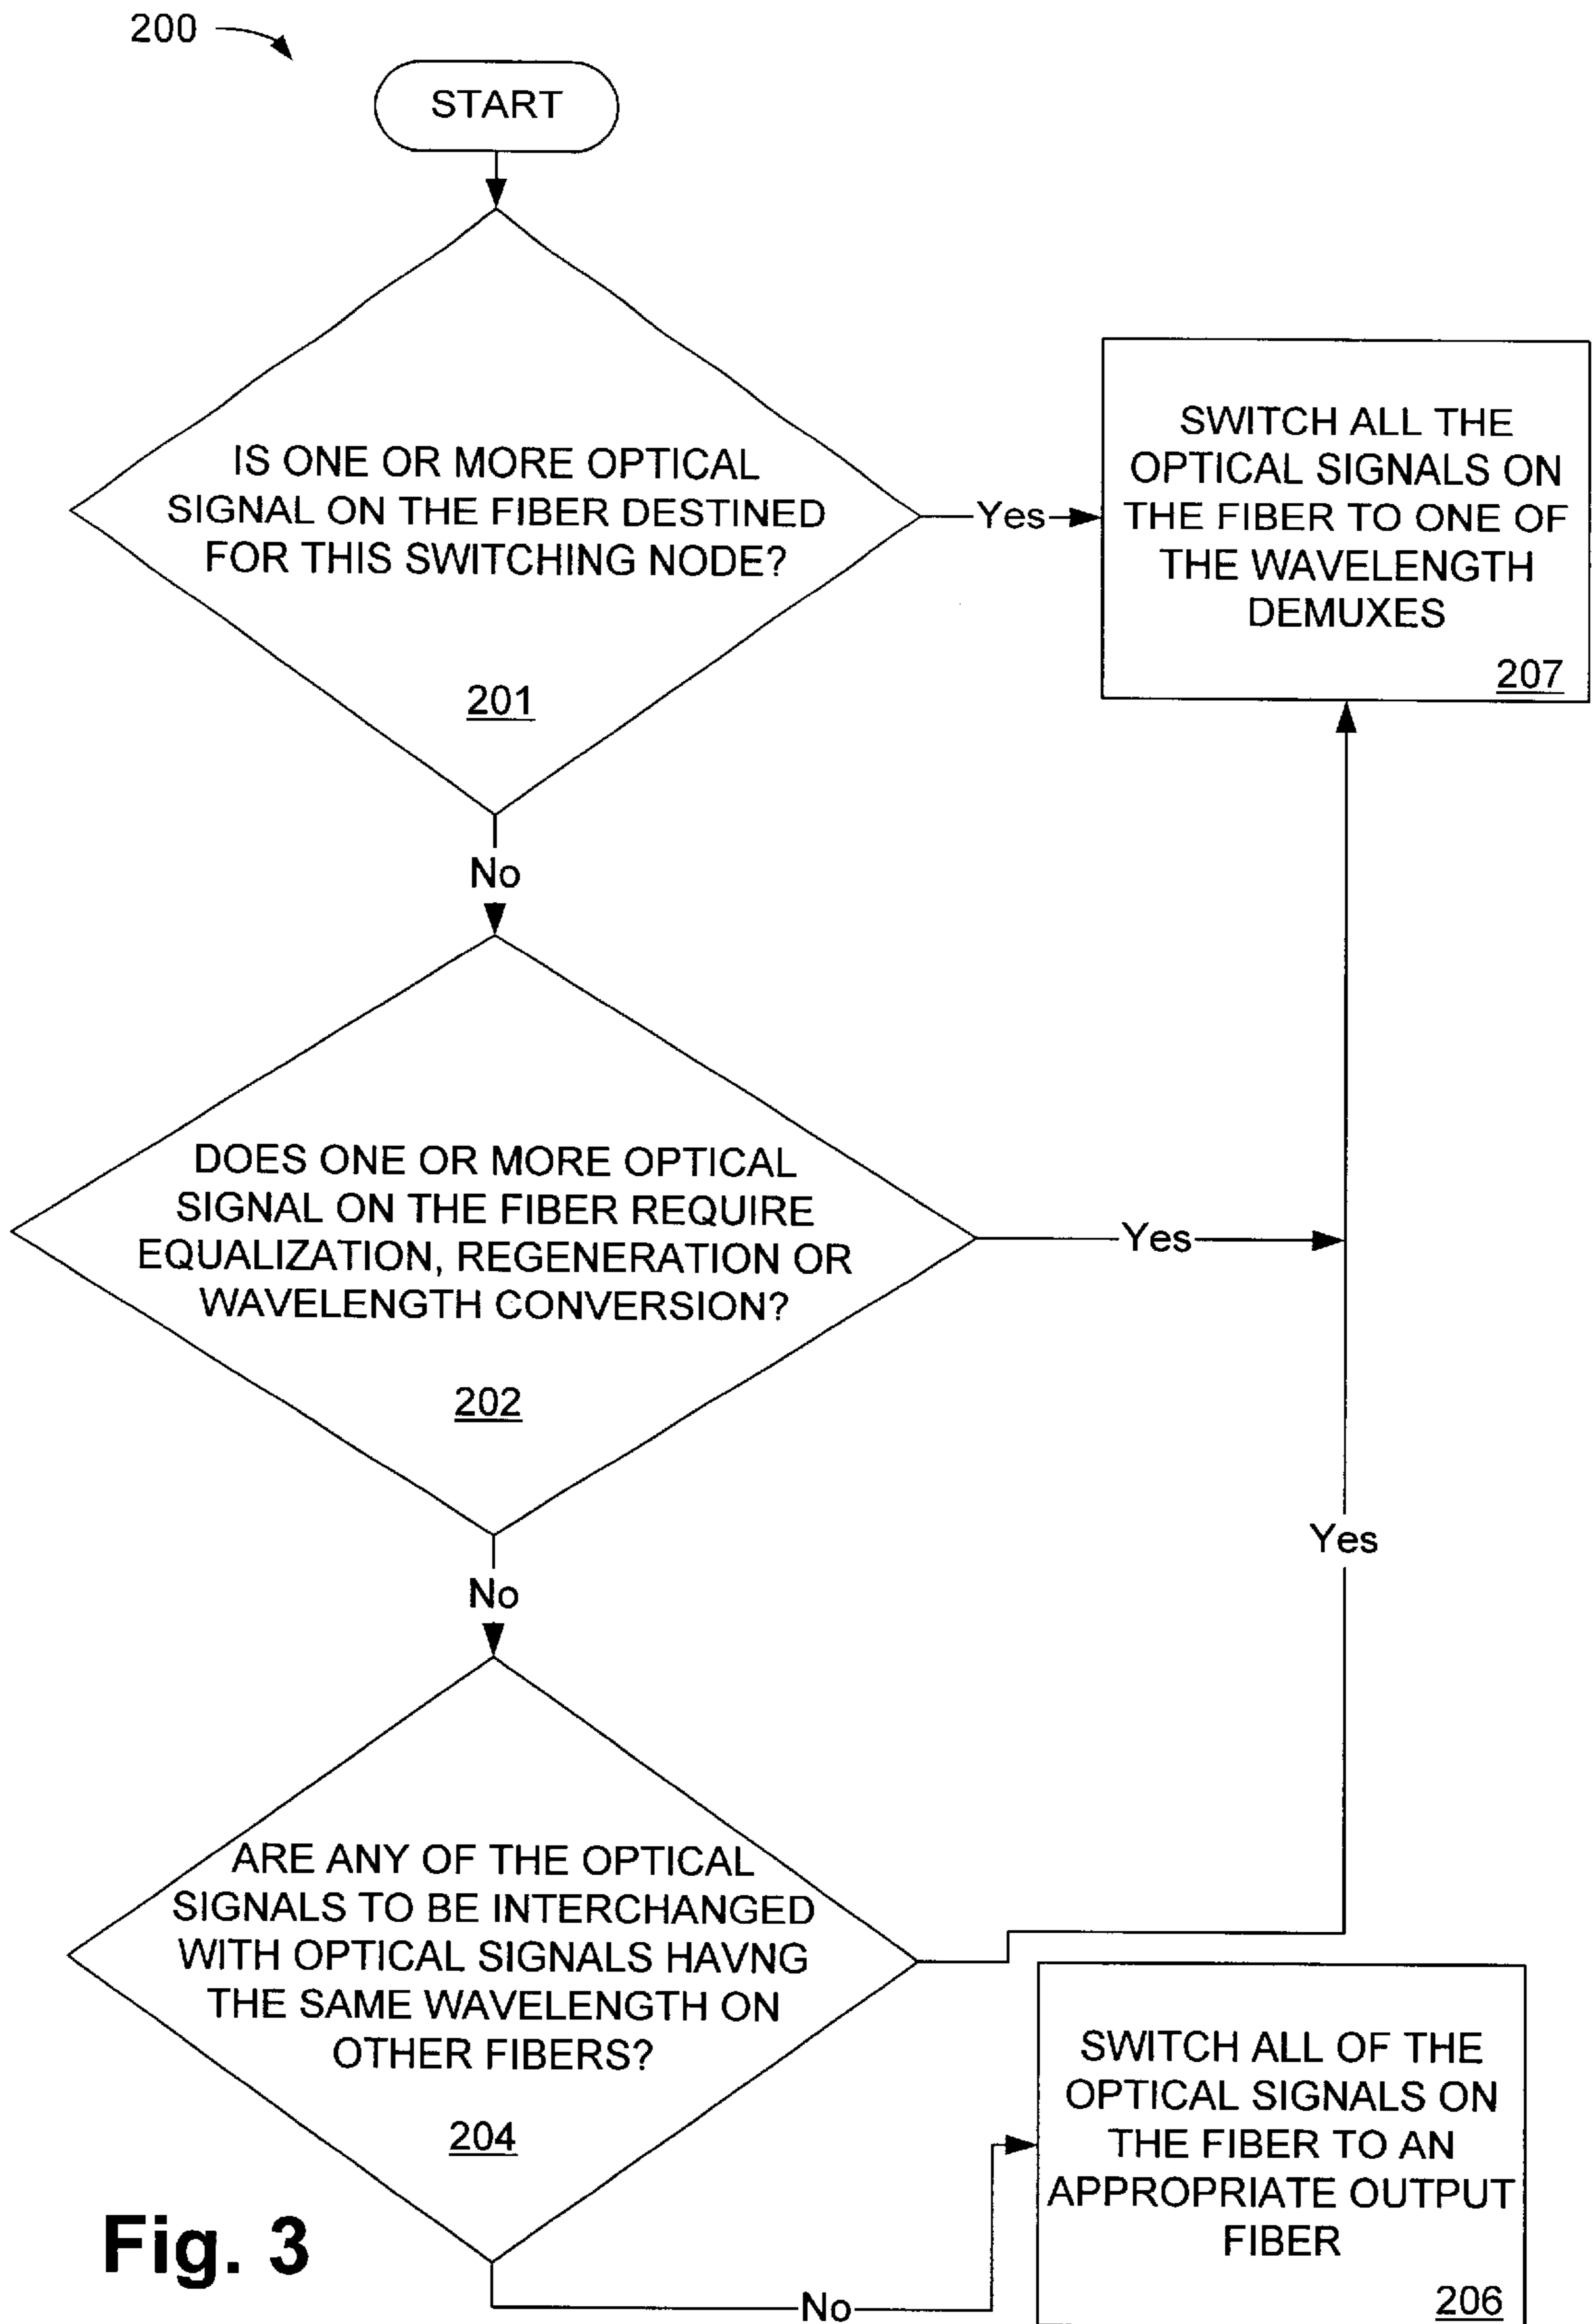 200
START
IS ONE OR MORE OPTICAL
SIGNAL ON THE FIBER DESTINED
FOR THIS SWITCHING NODE?
201
Yes
SWITCH ALL THE
OPTICAL SIGNALS ON
THE FIBER TO ONE OF
THE WAVELENGTH
DEMUXES
207
No
DOES ONE OR MORE OPTICAL
SIGNAL ON THE FIBER REQUIRE
EQUALIZATION, REGENERATION OR
WAVELENGTH CONVERSION?
202
Yes
No
Yes
ARE ANY OF THE OPTICAL
SIGNALS TO BE INTERCHANGED
WITH OPTICAL SIGNALS HAVNG
THE SAME WAVELENGTH ON
OTHER FIBERS?
204
No
SWITCH ALL OF THE
OPTICAL SIGNALS ON
THE FIBER TO AN
APPROPRIATE OUTPUT
FIBER
206
Fig. 3